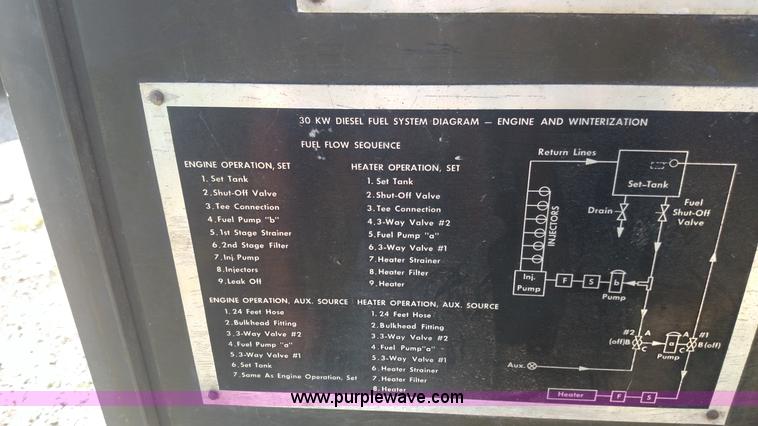 30 KW DIESEL FUEL SYSTEM DIAGRAM — ENGINE AND WINTERIZATION
FUEL FLOW SEQUENCE
ENGINE OPERATION, SET
1. Set Tank
2. Shut-Off Valve
3. Tee Connection
4. Fuel Pump "b"
5. 1st Stage Strainer
6. 2nd Stage Filter
7. Inj. Pump
8. Injectors
9. Leak Off
HEATER OPERATION, SET
1. Set Tank
2. Shut-Off Valve
3. Tee Connection
4. 3-Way Valve #2
5. Fuel Pump "a"
6. 3-Way Valve #1
7. Heater Strainer
8. Heater Filter
9. Heater
ENGINE OPERATION, AUX. SOURCE
1. 24 Feet Hose
2. Bulkhead Fitting
3. 3-Way Valve #2
4. Fuel Pump "a"
5. 3-Way Valve #1
6. Set Tank
7. Same As Engine Operation, Set
HEATER OPERATION, AUX. SOURCE
1. 24 Feet Hose
2. Bulkhead Fitting
3. 3-Way Valve #2
4. Fuel Pump"a"
5. 3-Way Valve #1
6. Heater Strainer
7. Heater Filter
8. Heater
Return Lines
Set-Tank
Drain
Fuel
Shut-Off
Valve
INJECTORS
Inj.
Pump
F
S
b
Pump
#2
(off)B
A
C
a
Pump
A
C
#1
B (off)
Aux.
Heater
F
S
www.purplewave.com